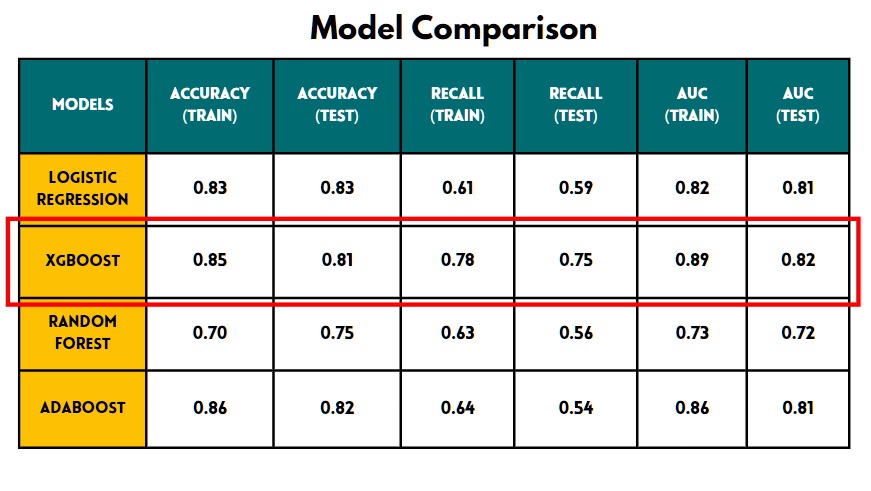 Model Comparison
MODELS ACCURACY (TRAIN) ACCURACY (TEST) RECALL (TRAIN) RECALL (TEST) AUC (TRAIN) AUC (TEST)
LOGISTIC REGRESSION 0.83 0.83 0.61 0.59 0.82 0.81
XGBOOST 0.85 0.81 0.78 0.75 0.89 0.82
RANDOM FOREST 0.70 0.75 0.63 0.56 0.73 0.72
ADABOOST 0.86 0.82 0.64 0.54 0.86 0.81